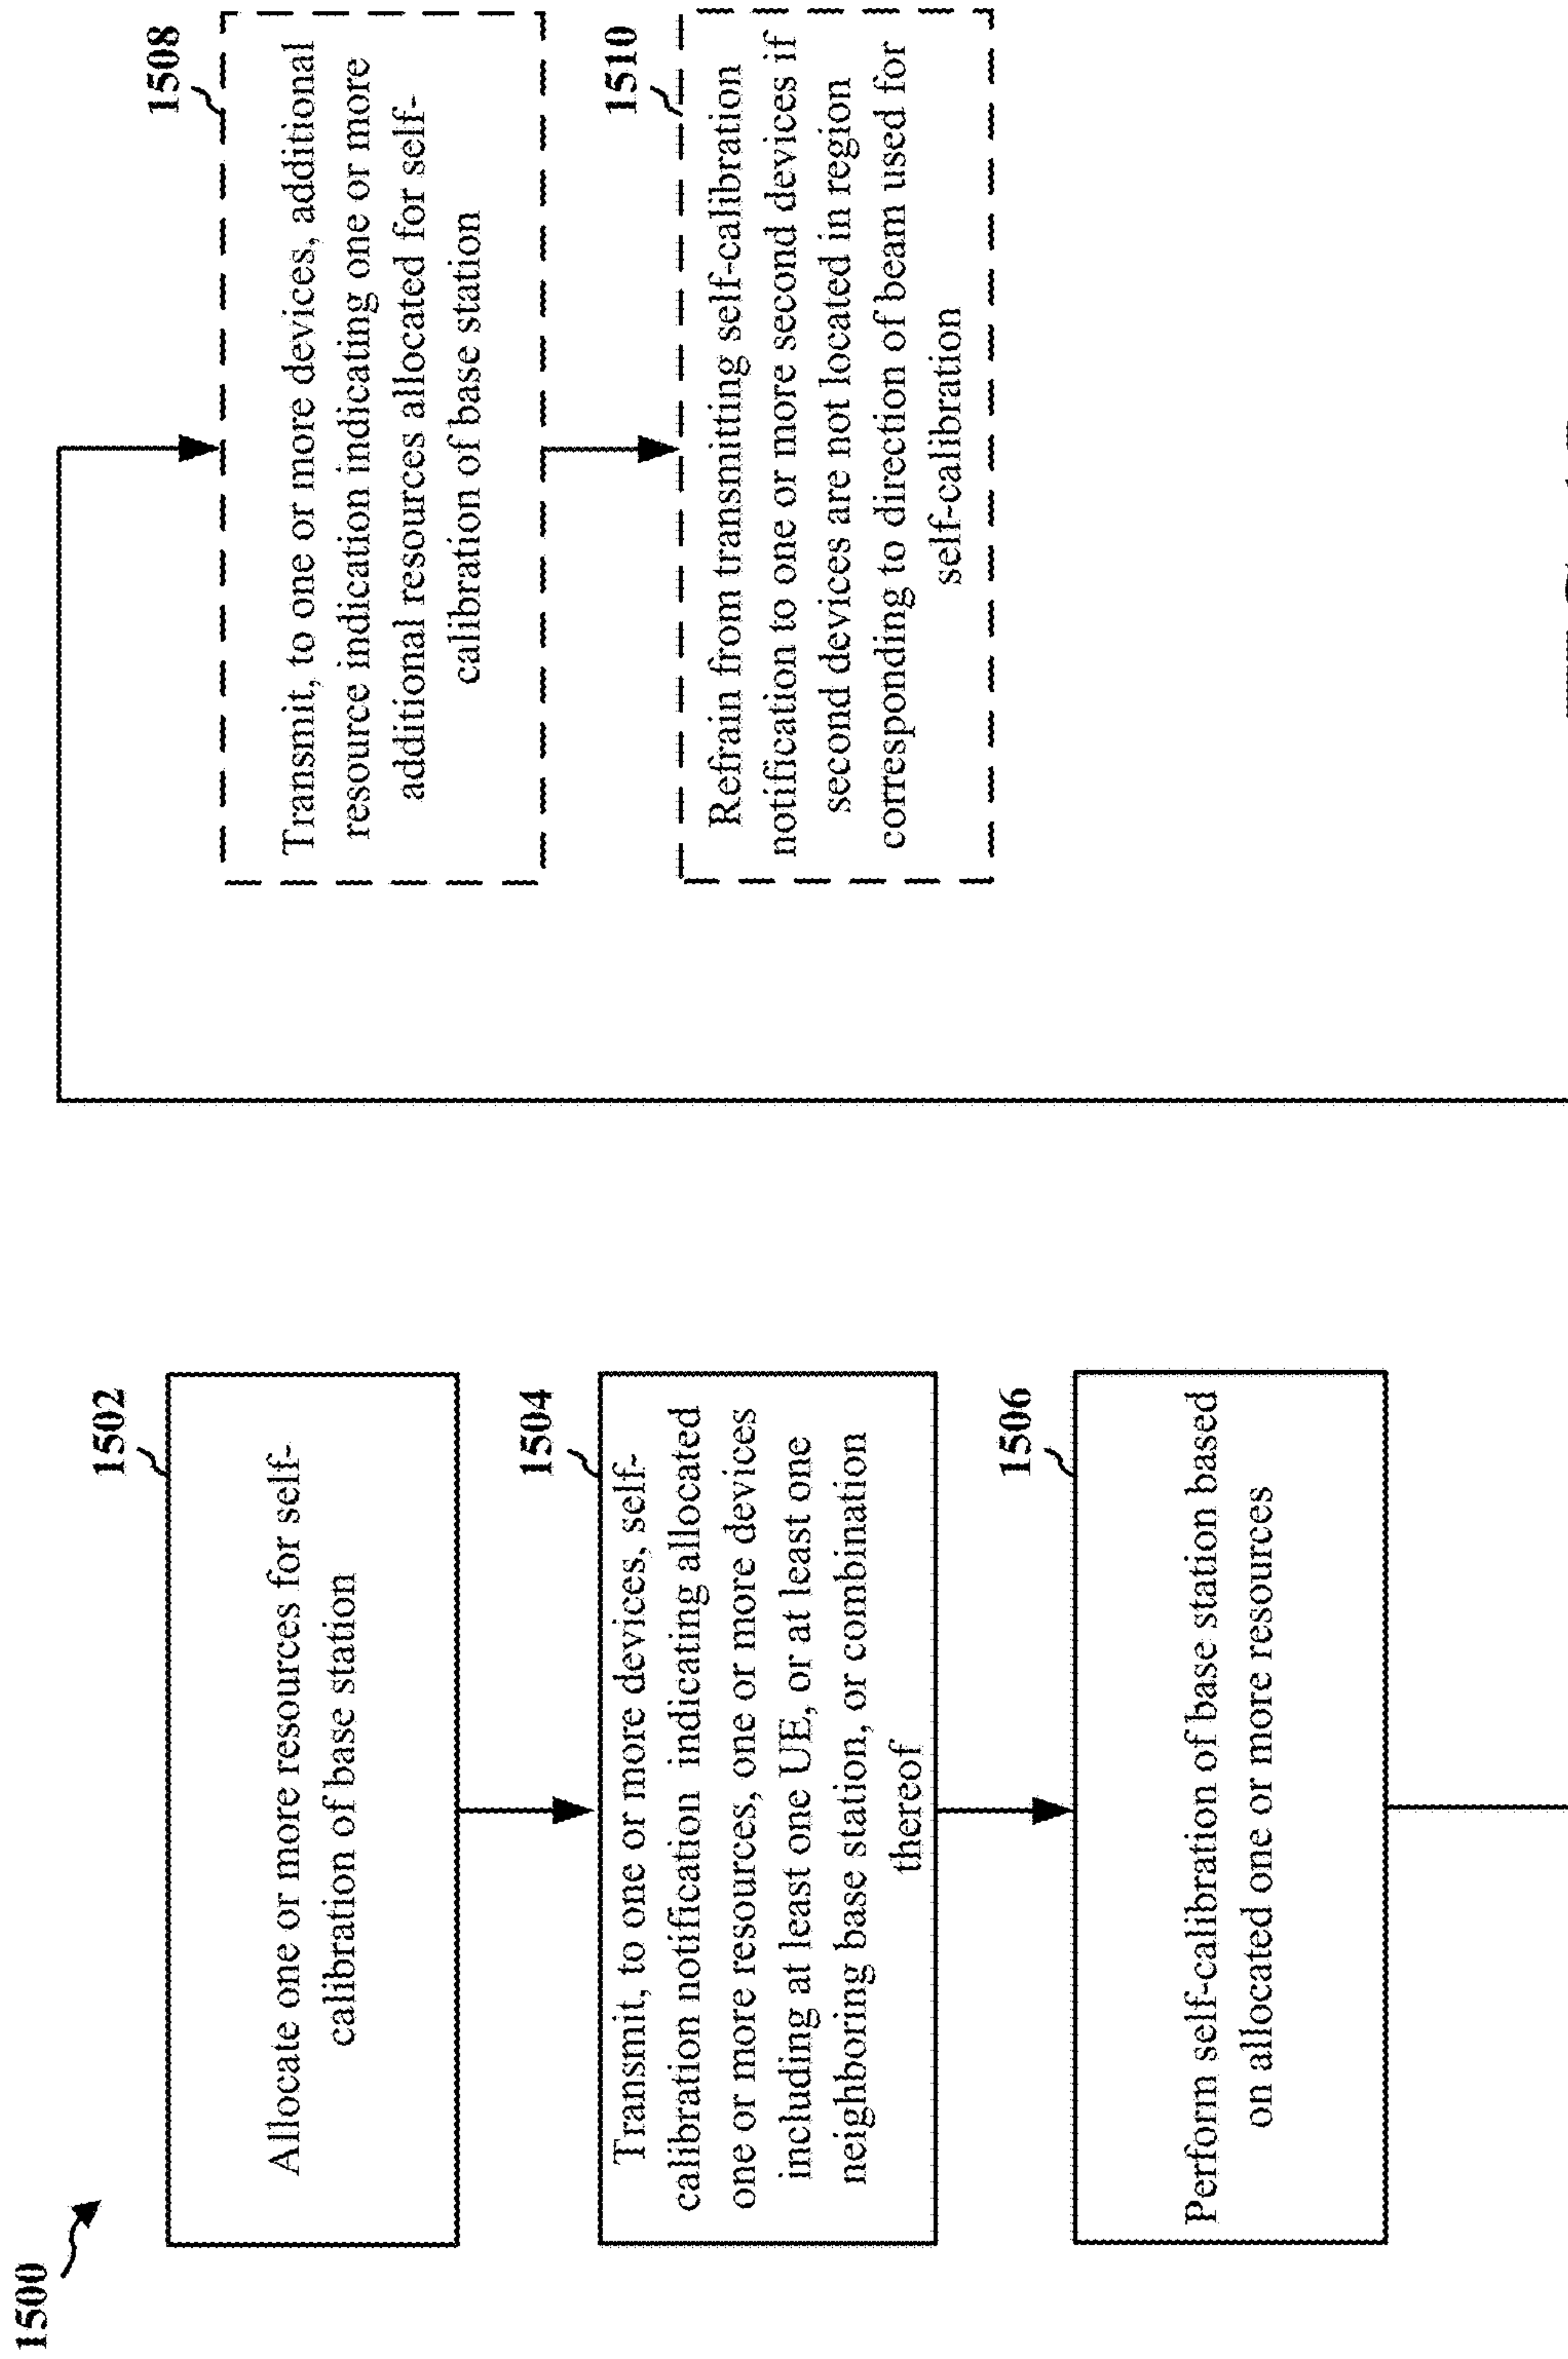 1500
1502
Allocate one or more resources for self-
calibration of base station
1504
Transmit, to one or more devices, self-
calibration notification indicating allocated
one or more resources, one or more devices
including at least one UE, or at least one
neighboring base station, or combination
thereof
1506
Perform self-calibration of base station based
on allocated one or more resources
1508
Transmit, to one or more devices, additional
resource indication indicating one or more
additional resources allocated for self-
calibration of base station
1510
Refrain from transmitting self-calibration
notification to one or more second devices if
second devices are not located in region
corresponding to direction of beam used for
self-calibration